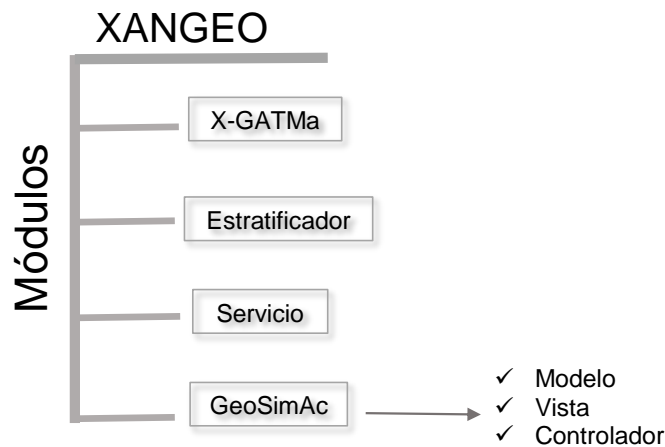 XANGEO
Módulos
X-GATMa
Estratificador
Servicio
GeoSimAc
✓ Modelo
✓ Vista
✓ Controlador